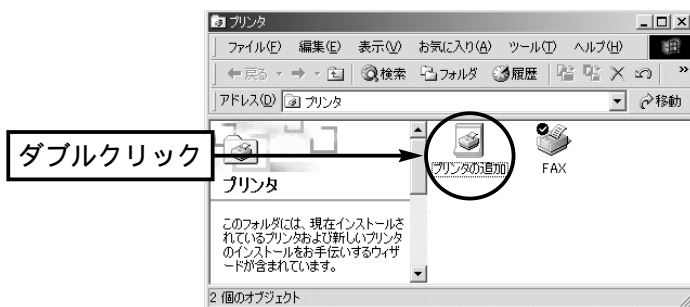 プリンタ
ファイル(F) 編集(E) 表示(V) お気に入り(A) ツール(T) ヘルプ(H)
戻る 検索 フォルダ 履歴 »
アドレス(D) プリンタ 移動
ダブルクリック
プリンタの追加 FAX
プリンタ
このフォルダには、現在インストールさ
れているプリンタおよび新しいプリンタ
のインストールをお手伝いするウィザ
ードが含まれています。
2 個のオブジェクト